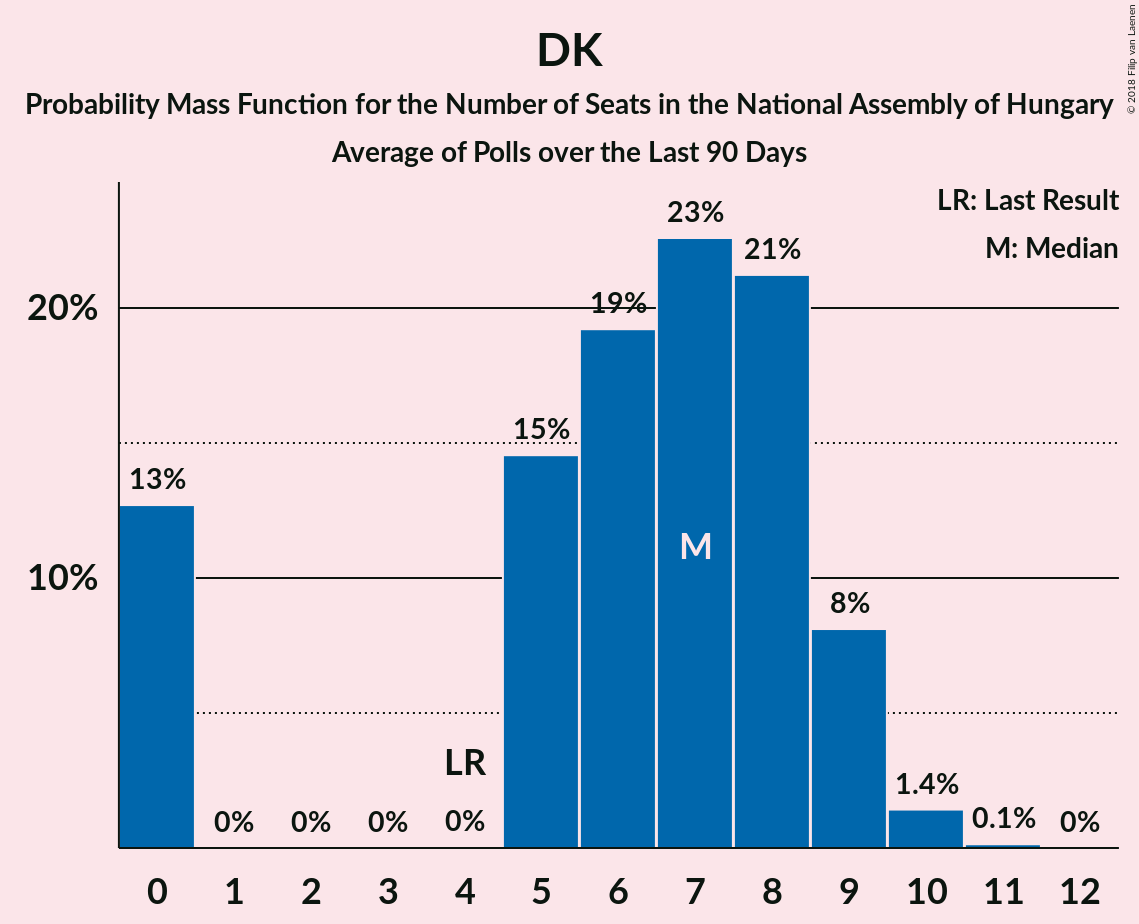 DK
Probability Mass Function for the Number of Seats in the National Assembly of Hungary
Average of Polls over the Last 90 Days
© 2018 Filip van Laenen
LR: Last Result
M: Median
20%
10%
13%
0%
0%
0%
0%
LR
15%
19%
23%
M
21%
8%
1.4%
0.1%
0%
0 1 2 3 4 5 6 7 8 9 10 11 12